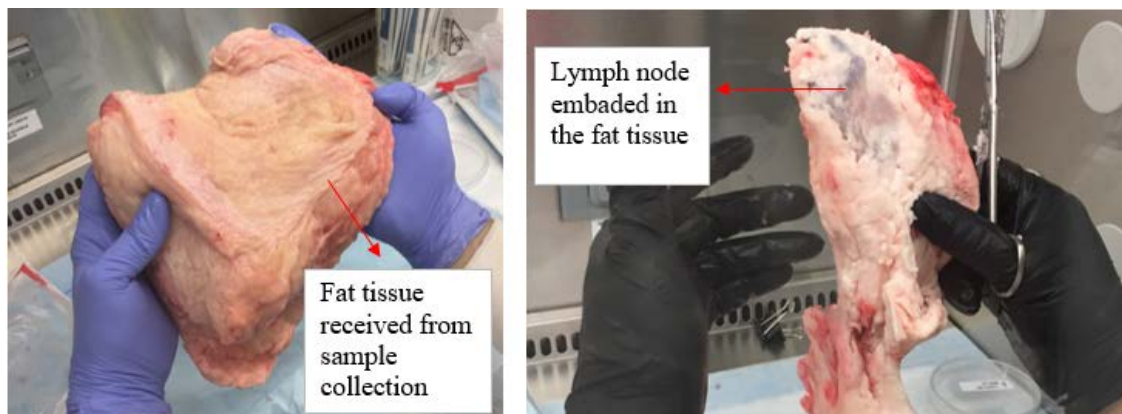 Fat tissue
received from
sample
collection
Lymph node
embaded in
the fat tissue